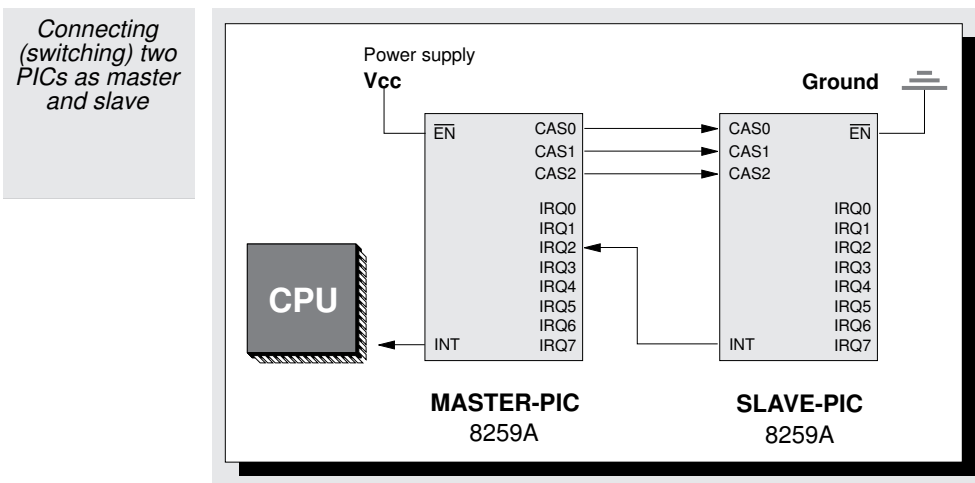 Connecting
(switching) two
PICs as master
and slave
Power supply
Vcc
Ground
EN
CAS0
CAS1
CAS2
IRQ0
IRQ1
IRQ2
IRQ3
IRQ4
IRQ5
IRQ6
IRQ7
INT
CAS0
CAS1
CAS2
EN
IRQ0
IRQ1
IRQ2
IRQ3
IRQ4
IRQ5
IRQ6
IRQ7
INT
CPU
MASTER-PIC
8259A
SLAVE-PIC
8259A